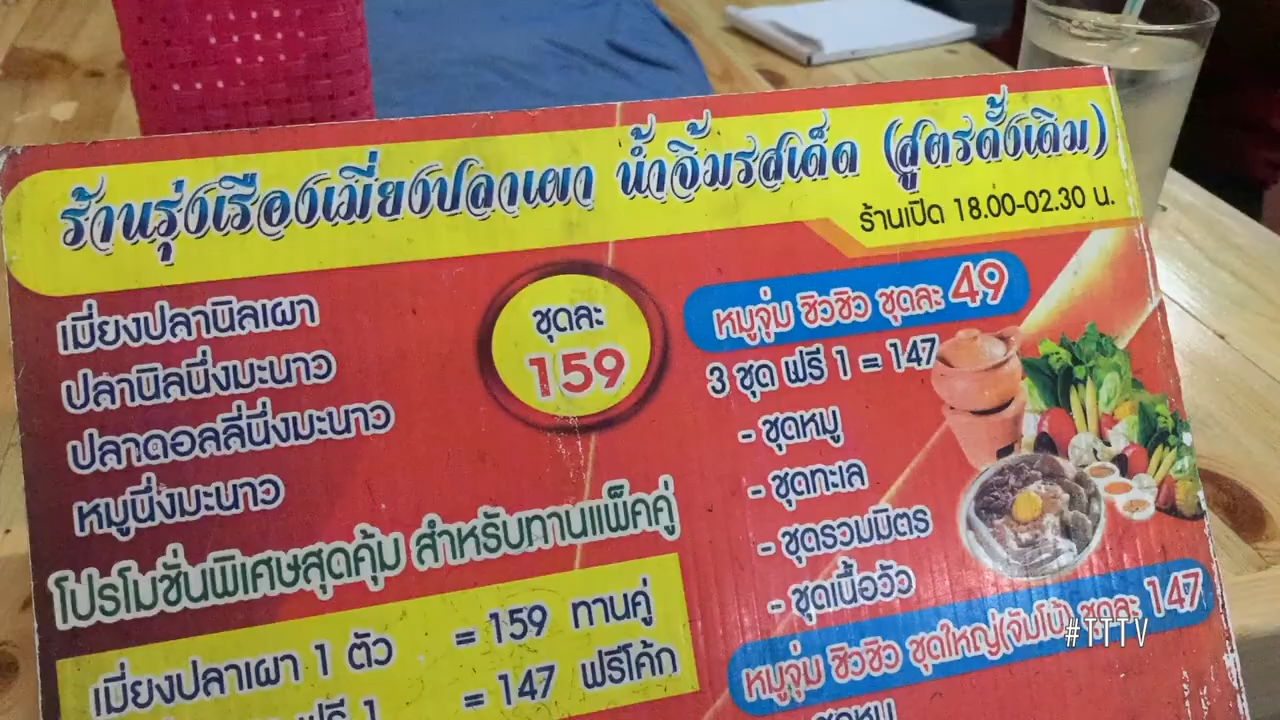 ร้านรุ่งเรืองเมี่ยงปลาเผา น้ำจิ้มรสเด็ด (สูตรดั้งเดิม)
ร้านเปิด 18.00-02.30 น.
เมี่ยงปลานิลเผา
ปลานิลนึ่งมะนาว
ปลาดอลลี่นึ่งมะนาว
หมูนึ่งมะนาว
ชุดละ
159
โปรโมชั่นพิเศษสุดคุ้ม สำหรับทานแพ็คคู่
เมี่ยงปลาเผา 1 ตัว = 159 ทานคู่
ฟรี 1 = 147 ฟรีโค้ก
หมูจุ่ม ชิวชิว ชุดละ 49
3 ชุด ฟรี 1 = 147
- ชุดหมู
- ชุดทะเล
- ชุดรวมมิตร
- ชุดเนื้อวัว
หมูจุ่ม ชิวชิว ชุดใหญ่(จัมโบ้) ชุดละ 147
ชุดหมู
#TTTV